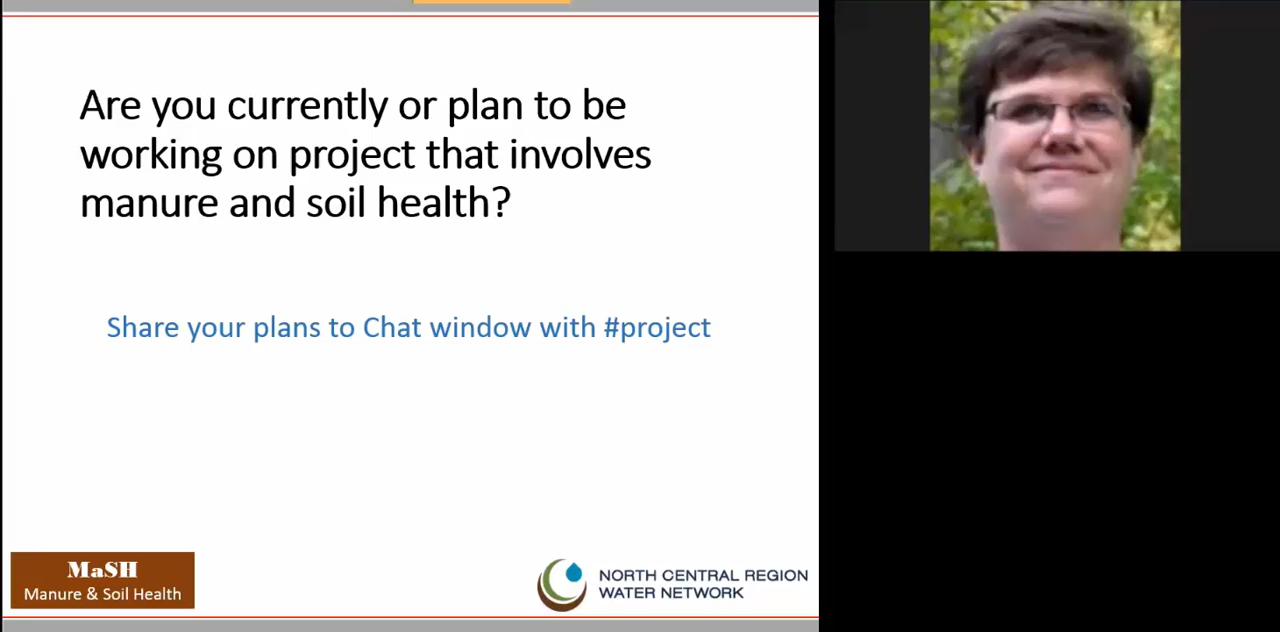 Are you currently or plan to be
working on project that involves
manure and soil health?
Share your plans to Chat window with #project
MaSH
Manure & Soil Health
NORTH CENTRAL REGION
WATER NETWORK